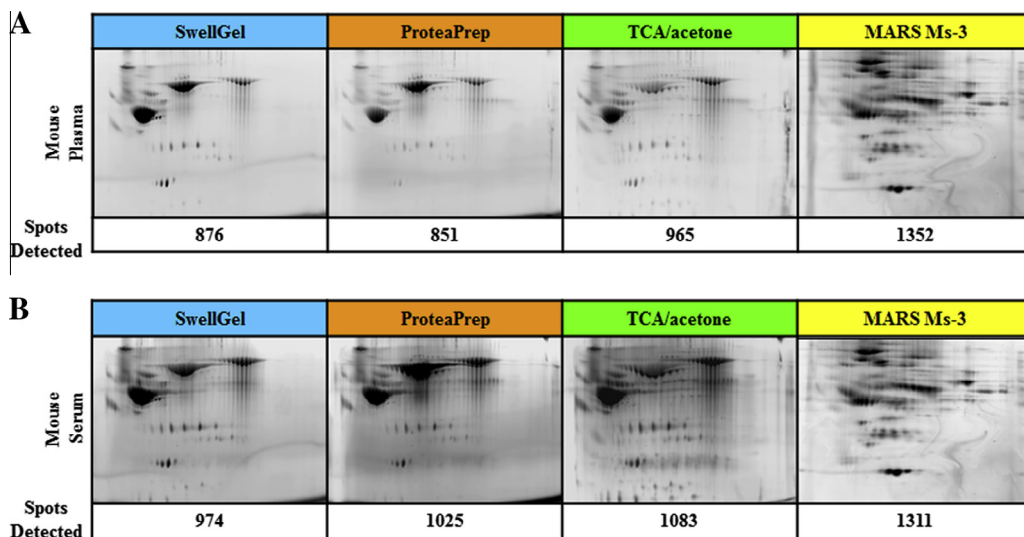 A
SwellGel ProteaPrep TCA/acetone MARS Ms-3
Mouse
Plasma
Spots
Detected
876 851 965 1352
B
SwellGel ProteaPrep TCA/acetone MARS Ms-3
Mouse
Serum
Spots
Detected
974 1025 1083 1311